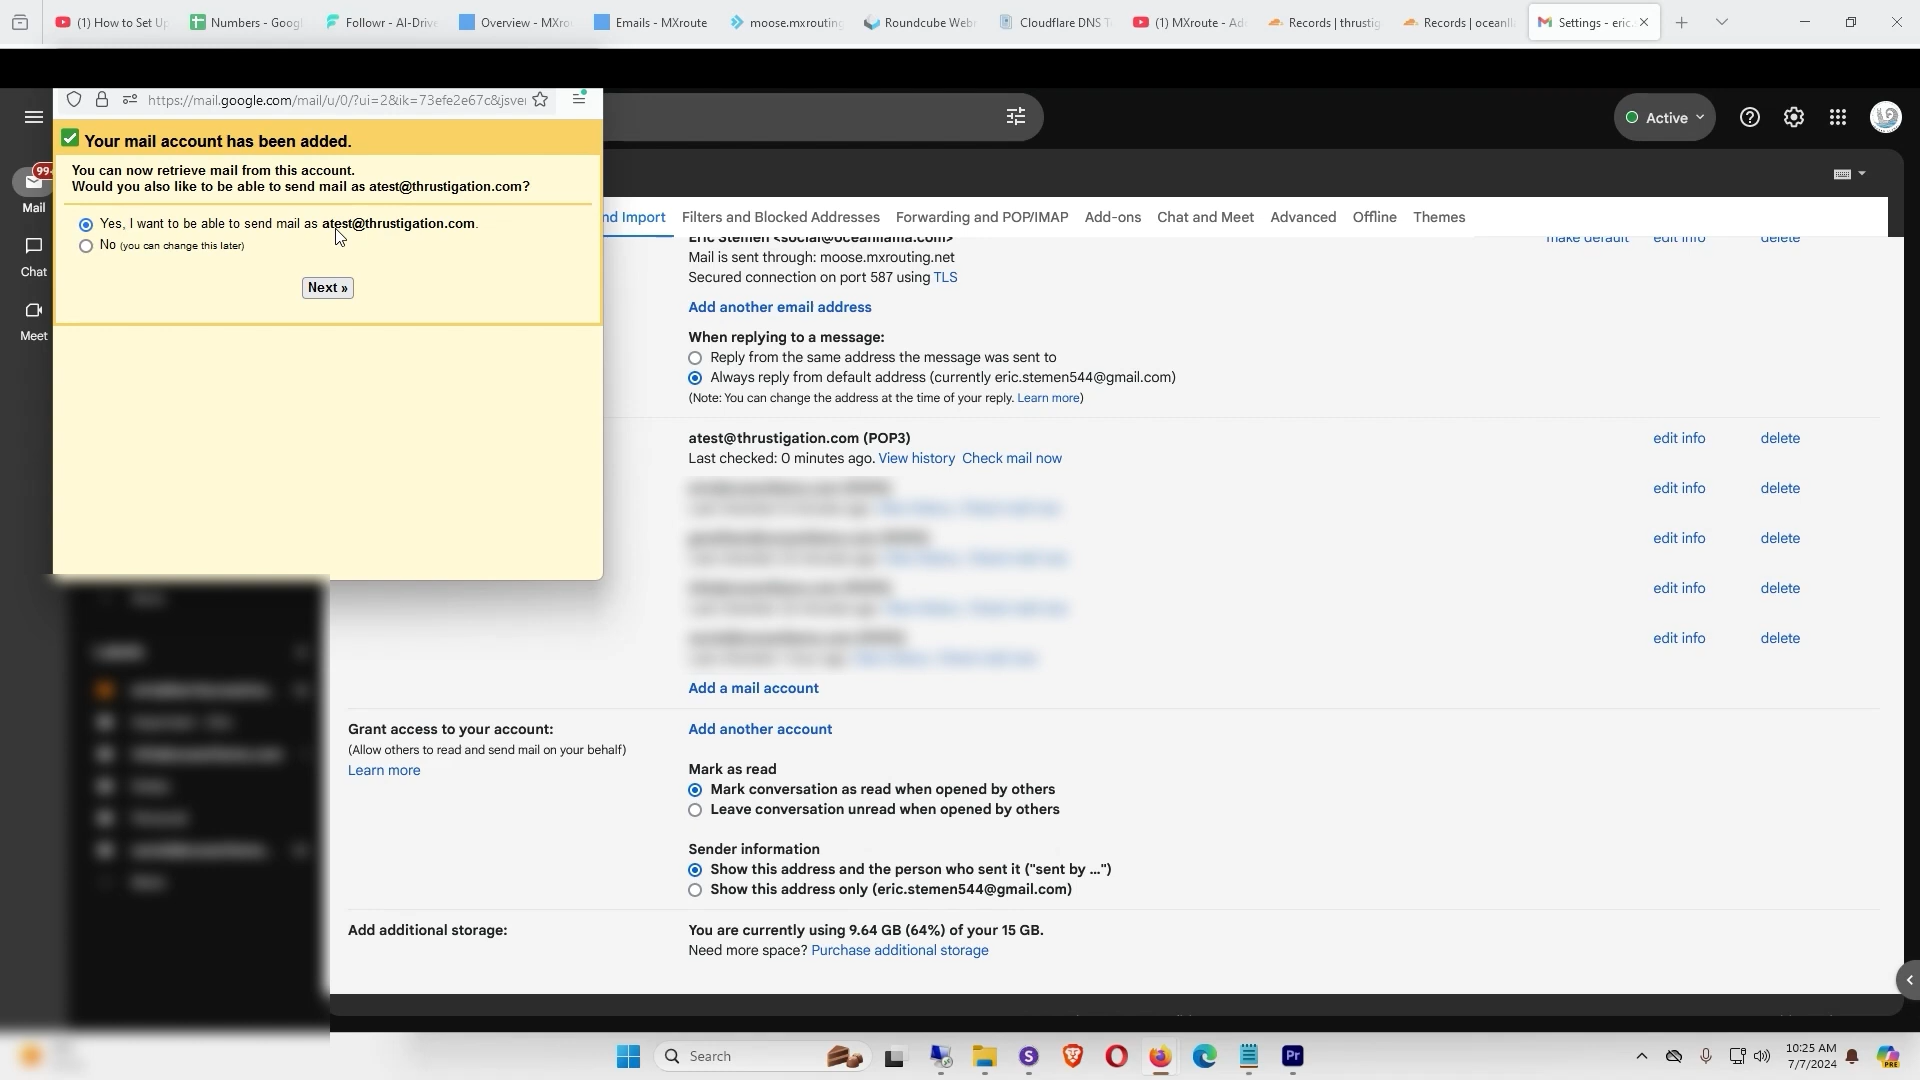 (1) How to Set Up
Numbers - Googl
Followr - AI-Drive
Overview - MXro
Emails - MXroute
moose.mxrouting
Roundcube Web
Cloudflare DNS T
(1) MXroute - Ad
Records | thrustig
Records | oceanll
Settings - eric.
https://mail.google.com/mail/u/0/?ui=2&ik=73efe2e67c&jsver
Active
Your mail account has been added.
You can now retrieve mail from this account.
Would you also like to be able to send mail as atest@thrustigation.com?
Yes, I want to be able to send mail as atest@thrustigation.com.
No (you can change this later)
Next »
99+
Mail
Chat
Meet
nd Import
Filters and Blocked Addresses
Forwarding and POP/IMAP
Add-ons
Chat and Meet
Advanced
Offline
Themes
Eric Stemen <social@oceanllama.com>
make default
edit info
delete
Mail is sent through: moose.mxrouting.net
Secured connection on port 587 using TLS
Add another email address
When replying to a message:
Reply from the same address the message was sent to
Always reply from default address (currently eric.stemen544@gmail.com)
(Note: You can change the address at the time of your reply. Learn more)
atest@thrustigation.com (POP3)
edit info
delete
Last checked: 0 minutes ago. View history Check mail now
edit info
delete
edit info
delete
edit info
delete
edit info
delete
Add a mail account
Grant access to your account:
(Allow others to read and send mail on your behalf)
Learn more
Add another account
Mark as read
Mark conversation as read when opened by others
Leave conversation unread when opened by others
Sender information
Show this address and the person who sent it ("sent by ...")
Show this address only (eric.stemen544@gmail.com)
Add additional storage:
You are currently using 9.64 GB (64%) of your 15 GB.
Need more space? Purchase additional storage
Search
S
Pr
10:25 AM
7/7/2024
PRE